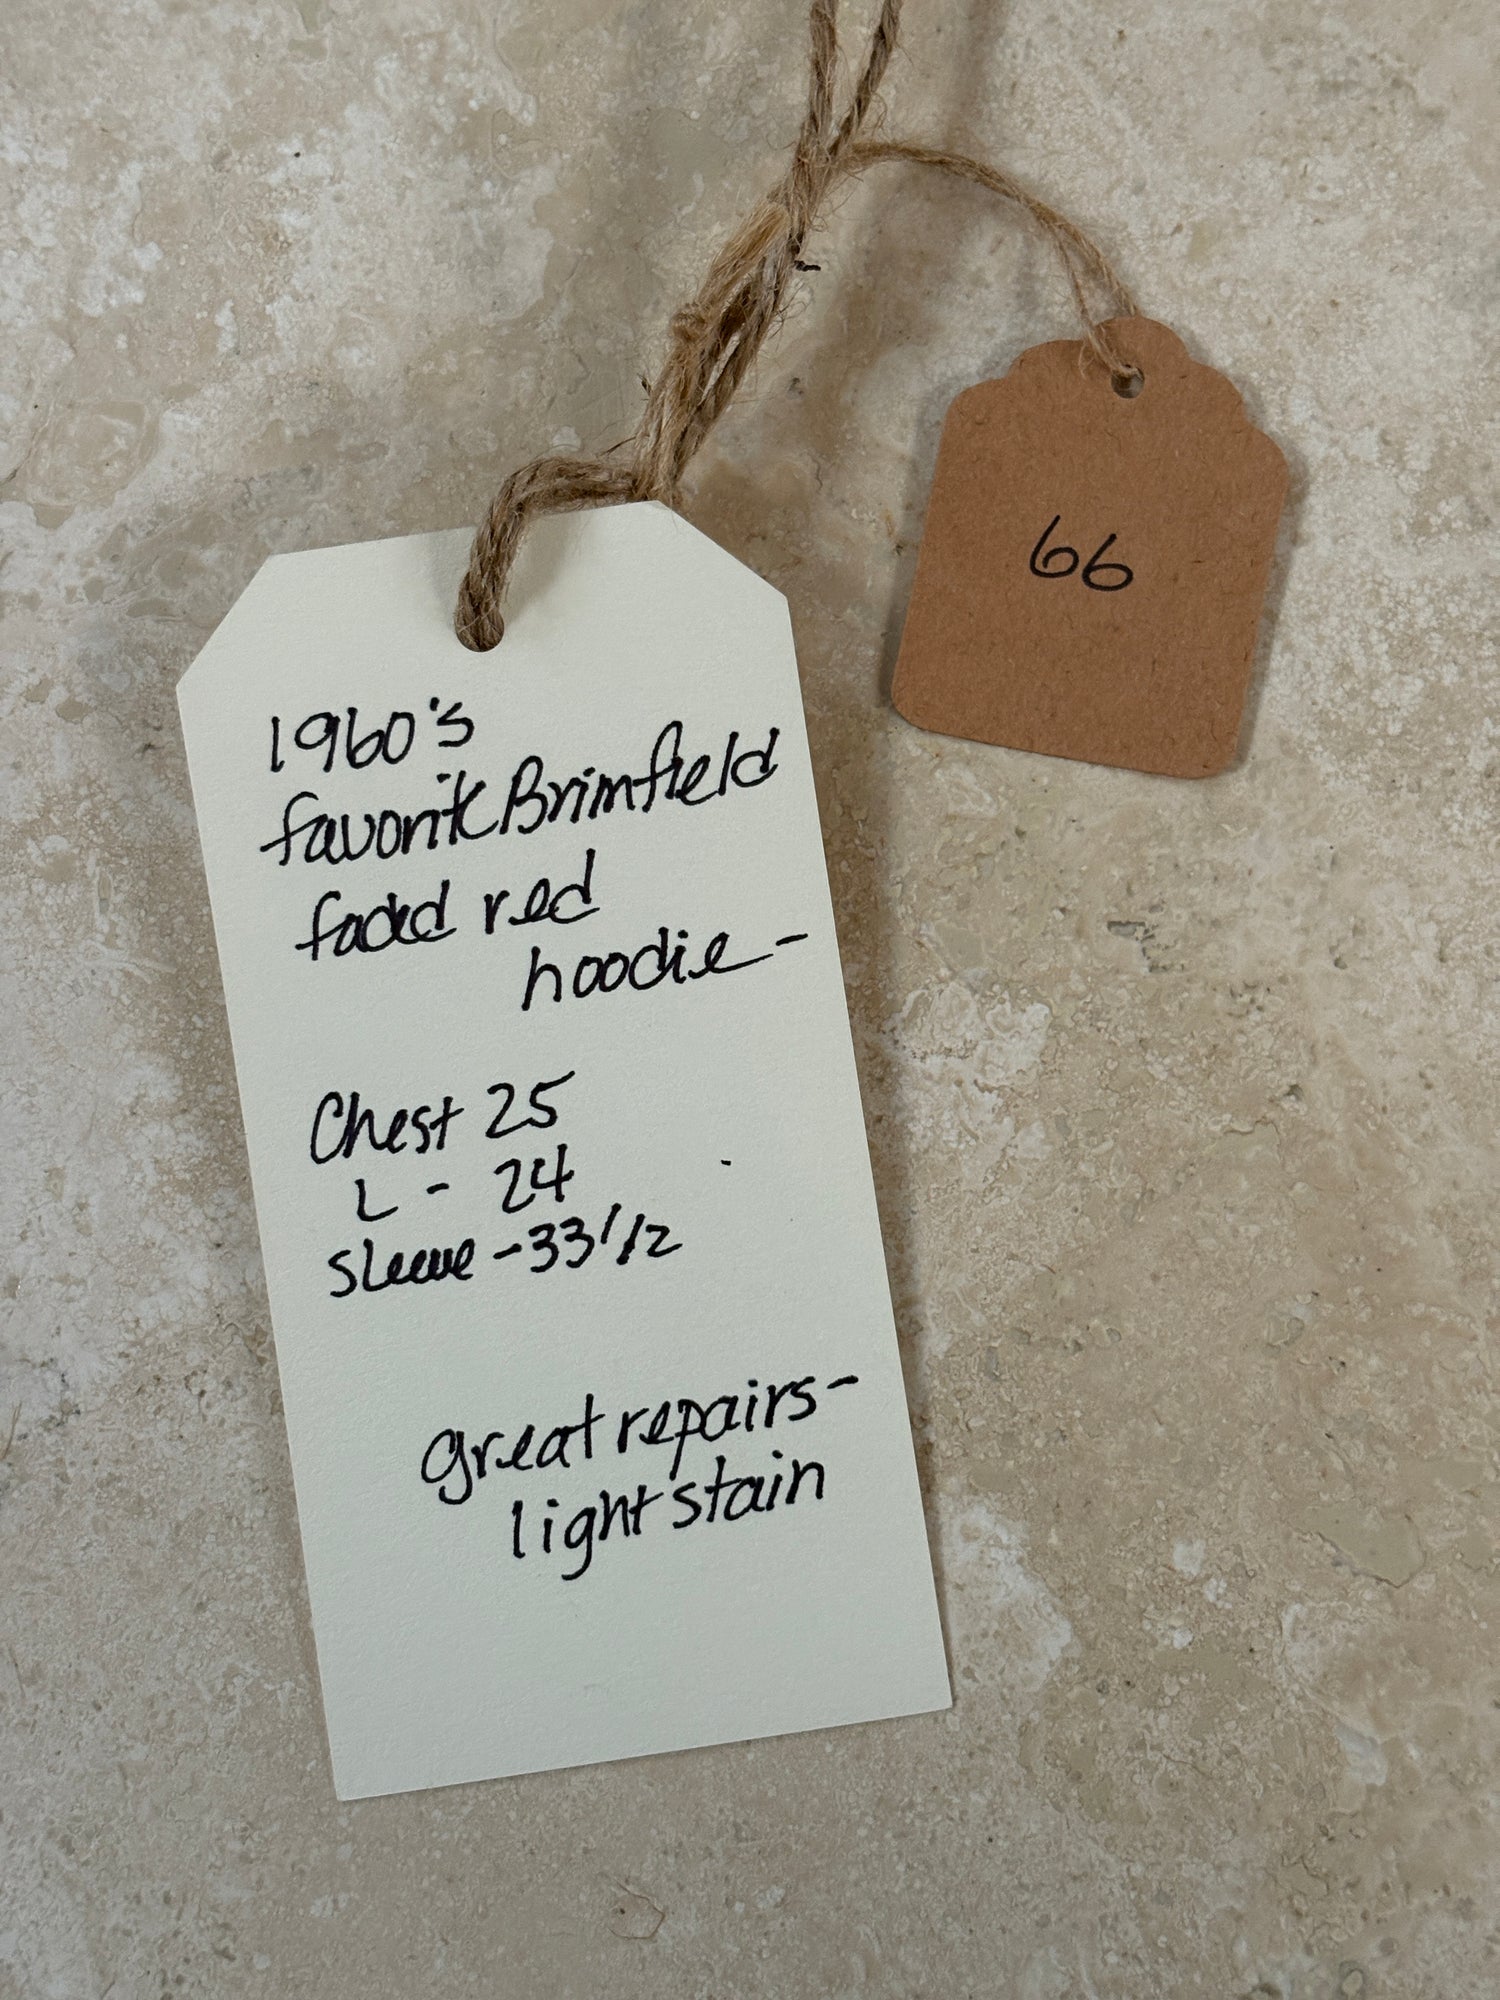 1960's
favorite Brimfield
faded red
hoodie -
Chest 25
L - 24
Sleeve - 33 1/2
great repairs -
light stain
66